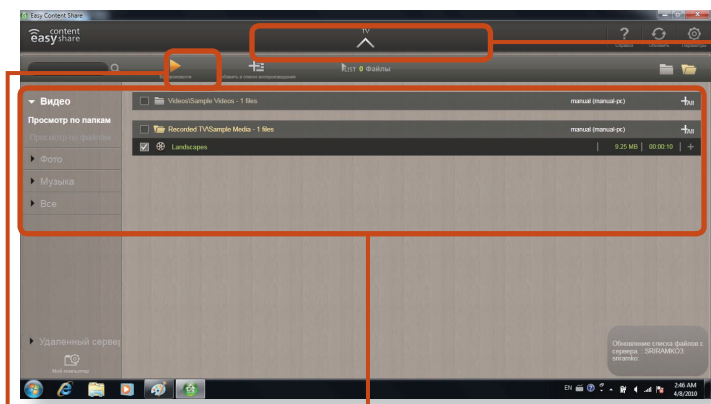 Easy Content Share
content
easy share
TV
Справка
Обновить
Параметры
Воспроизвести
Добавить в список воспроизведения
LIST 0 Файлы
Видео
Просмотр по папкам
Просмотр по файлам
Фото
Музыка
Все
Videos\Sample Videos - 1 files manual (manual-pc) All
Recorded TV\Sample Media - 1 files manual (manual-pc) All
Landscapes 9.25 MB 00:00:10
Удаленный сервер
Мой компьютер
Обновление списка файлов с
сервера. : SRIRAMKO3:
sriramko:
EN 2:46 AM
4/8/2010